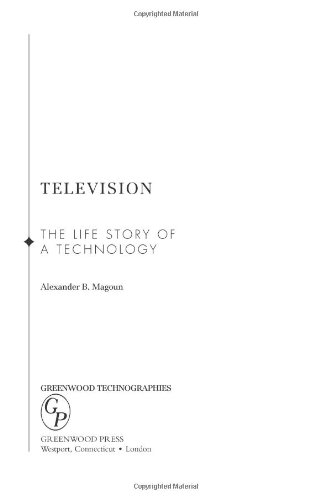 Copyrighted Material
TELEVISION
THE LIFE STORY OF
A TECHNOLOGY
Alexander B. Magoun
GREENWOOD TECHNOGRAPHIES
GP
GREENWOOD PRESS
Westport, Connecticut • London
Copyrighted Material